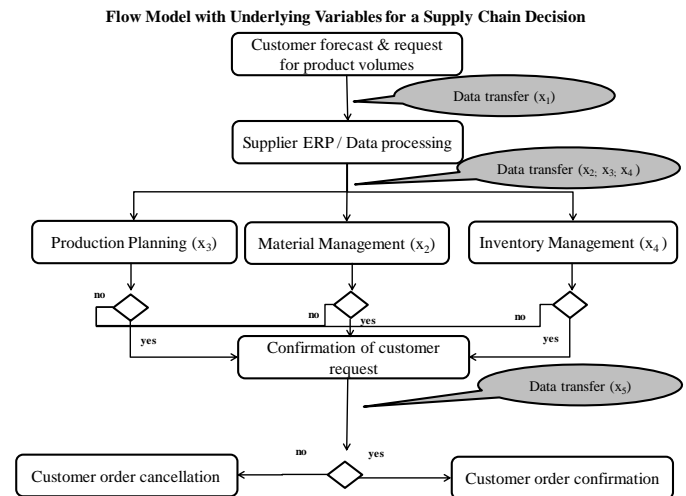 Flow Model with Underlying Variables for a Supply Chain Decision
Customer forecast & request
for product volumes
Data transfer (x₁)
Supplier ERP / Data processing
Data transfer (x₂; x₃; x₄ )
Production Planning (x₃)
Material Management (x₂)
Inventory Management (x₄ )
no
no
no
yes
yes
yes
Confirmation of customer
request
Data transfer (x₅)
no
yes
Customer order cancellation
Customer order confirmation